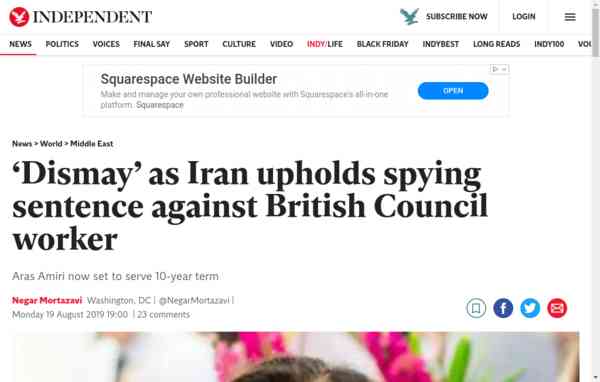 INDEPENDENT
SUBSCRIBE NOW
LOGIN
NEWS POLITICS VOICES FINAL SAY SPORT CULTURE VIDEO INDY/LIFE BLACK FRIDAY INDYBEST LONG READS INDY100 VOU
Squarespace Website Builder
Make and manage your own professional website with Squarespace's all-in-one
platform. Squarespace
OPEN
News > World > Middle East
‘Dismay’ as Iran upholds spying
sentence against British Council
worker
Aras Amiri now set to serve 10-year term
Negar Mortazavi Washington, DC | @NegarMortazavi |
Monday 19 August 2019 19:00 | 23 comments